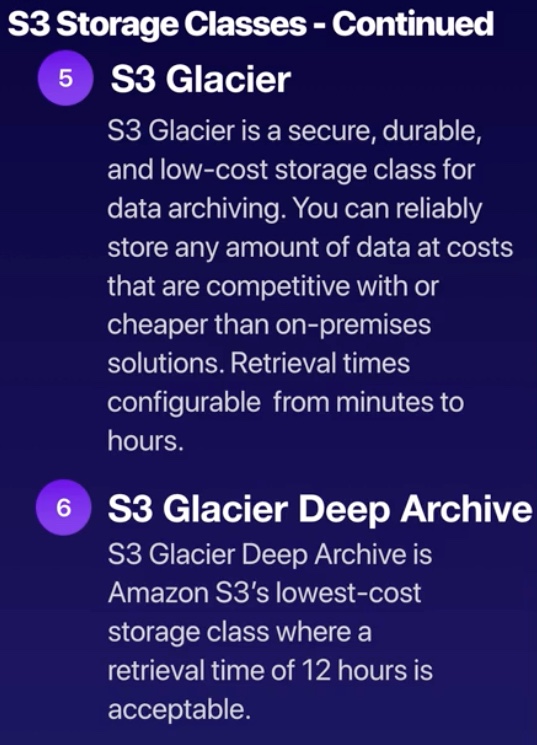 S3 Storage Classes - Continued
5 S3 Glacier
S3 Glacier is a secure, durable,
and low-cost storage class for
data archiving. You can reliably
store any amount of data at costs
that are competitive with or
cheaper than on-premises
solutions. Retrieval times
configurable  from minutes to
hours.
6 S3 Glacier Deep Archive
S3 Glacier Deep Archive is
Amazon S3's lowest-cost
storage class where a
retrieval time of 12 hours is
acceptable.